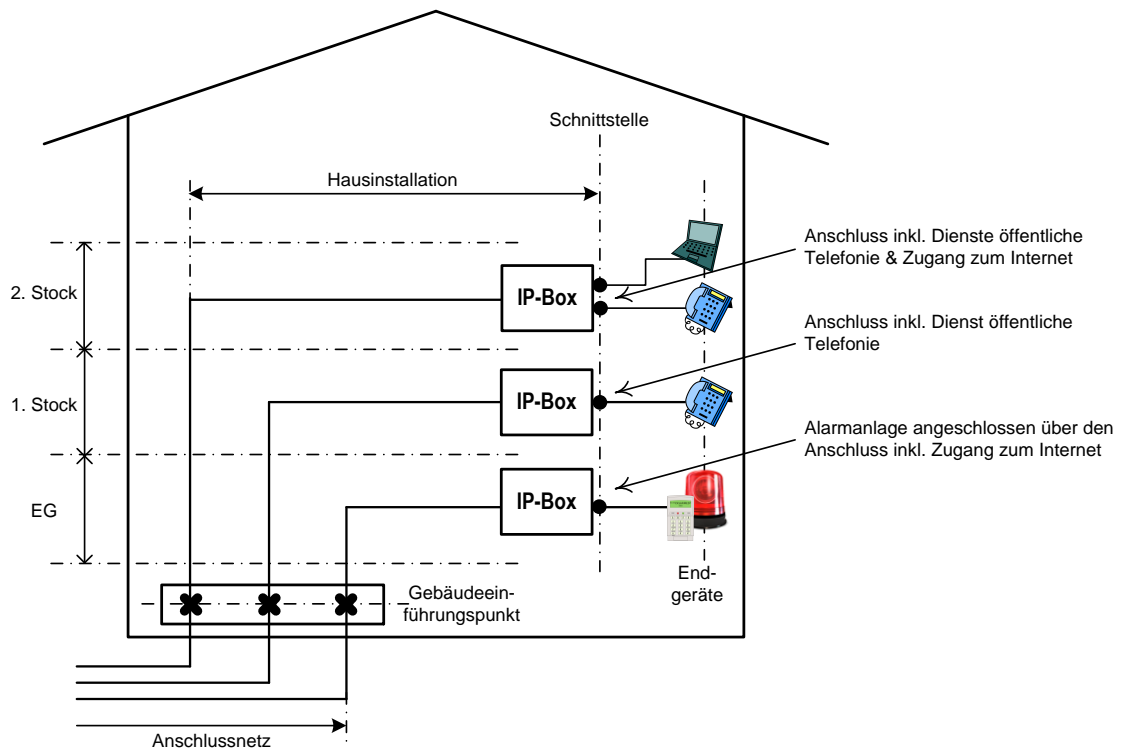 Schnittstelle
Hausinstallation
Anschluss inkl. Dienste öffentliche
Telefonie & Zugang zum Internet
2. Stock
IP-Box
Anschluss inkl. Dienst öffentliche
Telefonie
1. Stock
IP-Box
Alarmanlage angeschlossen über den
Anschluss inkl. Zugang zum Internet
EG
IP-Box
End-
geräte
Gebäudeein-
führungspunkt
Anschlussnetz